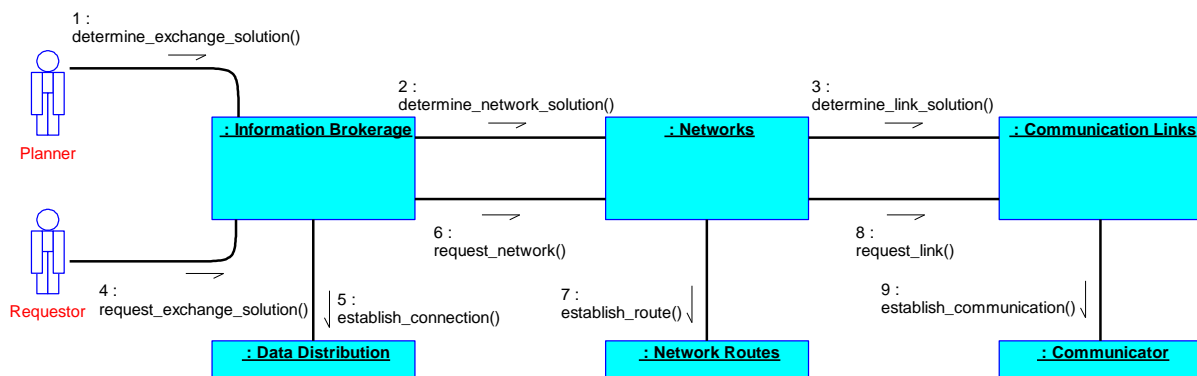 1 :
determine_exchange_solution()
2 :
determine_network_solution()
3 :
determine_link_solution()
: Information Brokerage
: Networks
: Communication Links
Planner
6 :
request_network()
8 :
request_link()
Requestor
4 :
request_exchange_solution()
5 :
establish_connection()
7 :
establish_route()
9 :
establish_communication()
: Data Distribution
: Network Routes
: Communicator